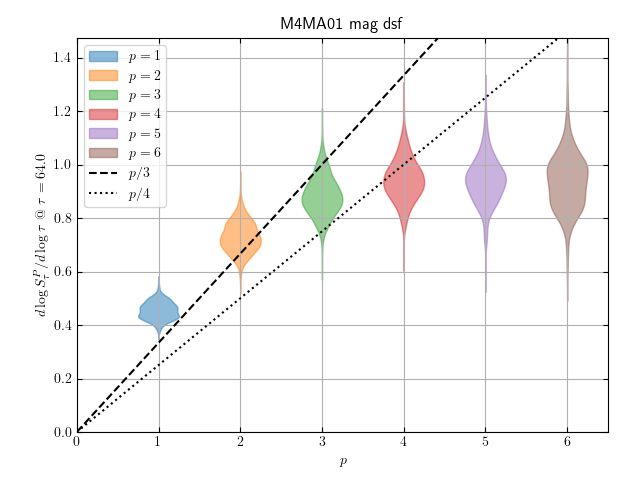 M4MA01 mag dsf
d log S_τ^P / d log τ @ τ = 64.0
1.4
1.2
1.0
0.8
0.6
0.4
0.2
0.0
p = 1
p = 2
p = 3
p = 4
p = 5
p = 6
p/3
p/4
0 1 2 3 4 5 6
p